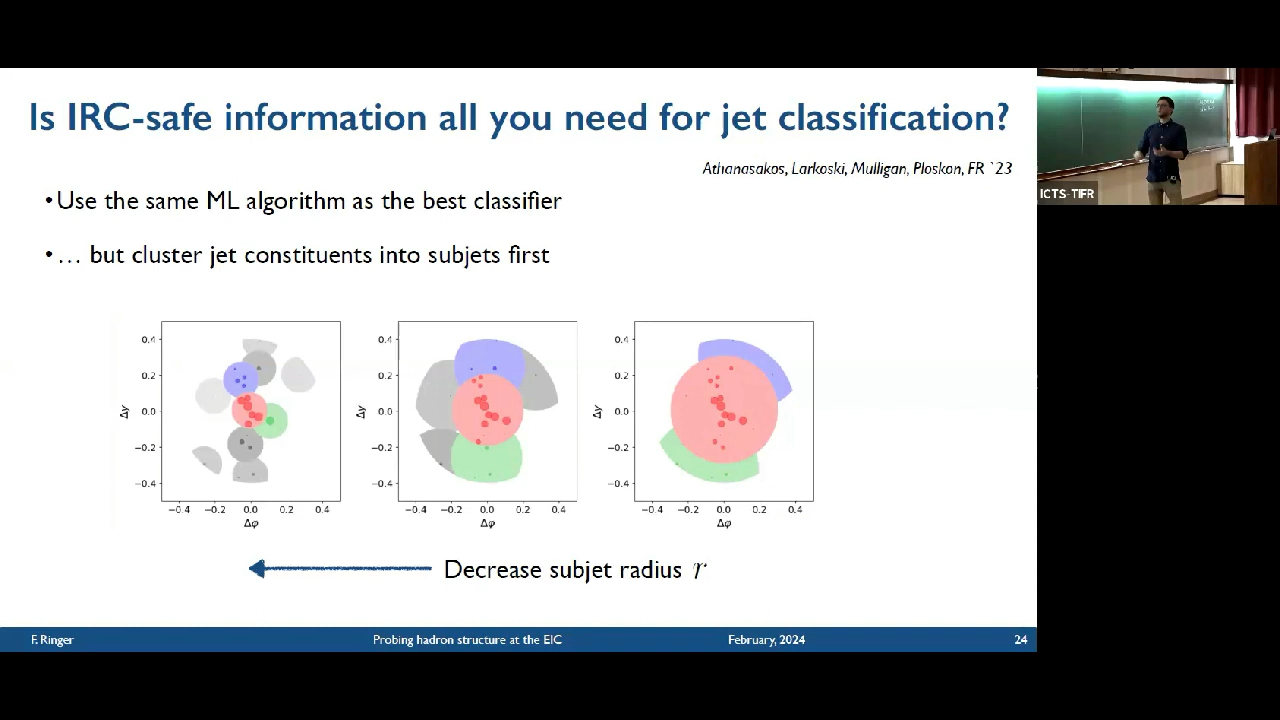 Is IRC-safe information all you need for jet classification?
Athanasakos, Larkoski, Mulligan, Ploskon, FR `23
•Use the same ML algorithm as the best classifier
•… but cluster jet constituents into subjets first
0.4
0.2
0.0
−0.2
−0.4
Δy
−0.4 −0.2 0.0 0.2 0.4
Δφ
0.4
0.2
0.0
−0.2
−0.4
Δy
−0.4 −0.2 0.0 0.2 0.4
Δφ
0.4
0.2
0.0
−0.2
−0.4
Δy
−0.4 −0.2 0.0 0.2 0.4
Δφ
Decrease subjet radius r
F. Ringer Probing hadron structure at the EIC February, 2024 24
ICTS-TIFR